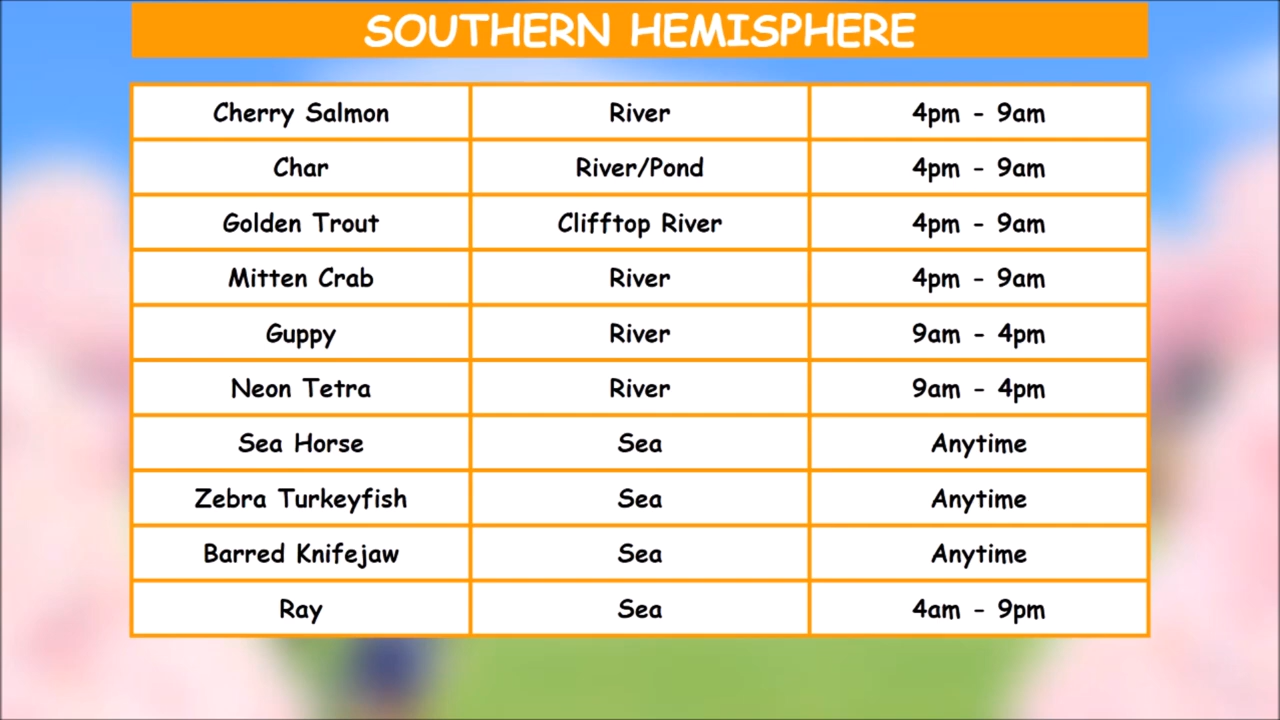 SOUTHERN HEMISPHERE
Cherry Salmon River 4pm - 9am
Char River/Pond 4pm - 9am
Golden Trout Clifftop River 4pm - 9am
Mitten Crab River 4pm - 9am
Guppy River 9am - 4pm
Neon Tetra River 9am - 4pm
Sea Horse Sea Anytime
Zebra Turkeyfish Sea Anytime
Barred Knifejaw Sea Anytime
Ray Sea 4am - 9pm